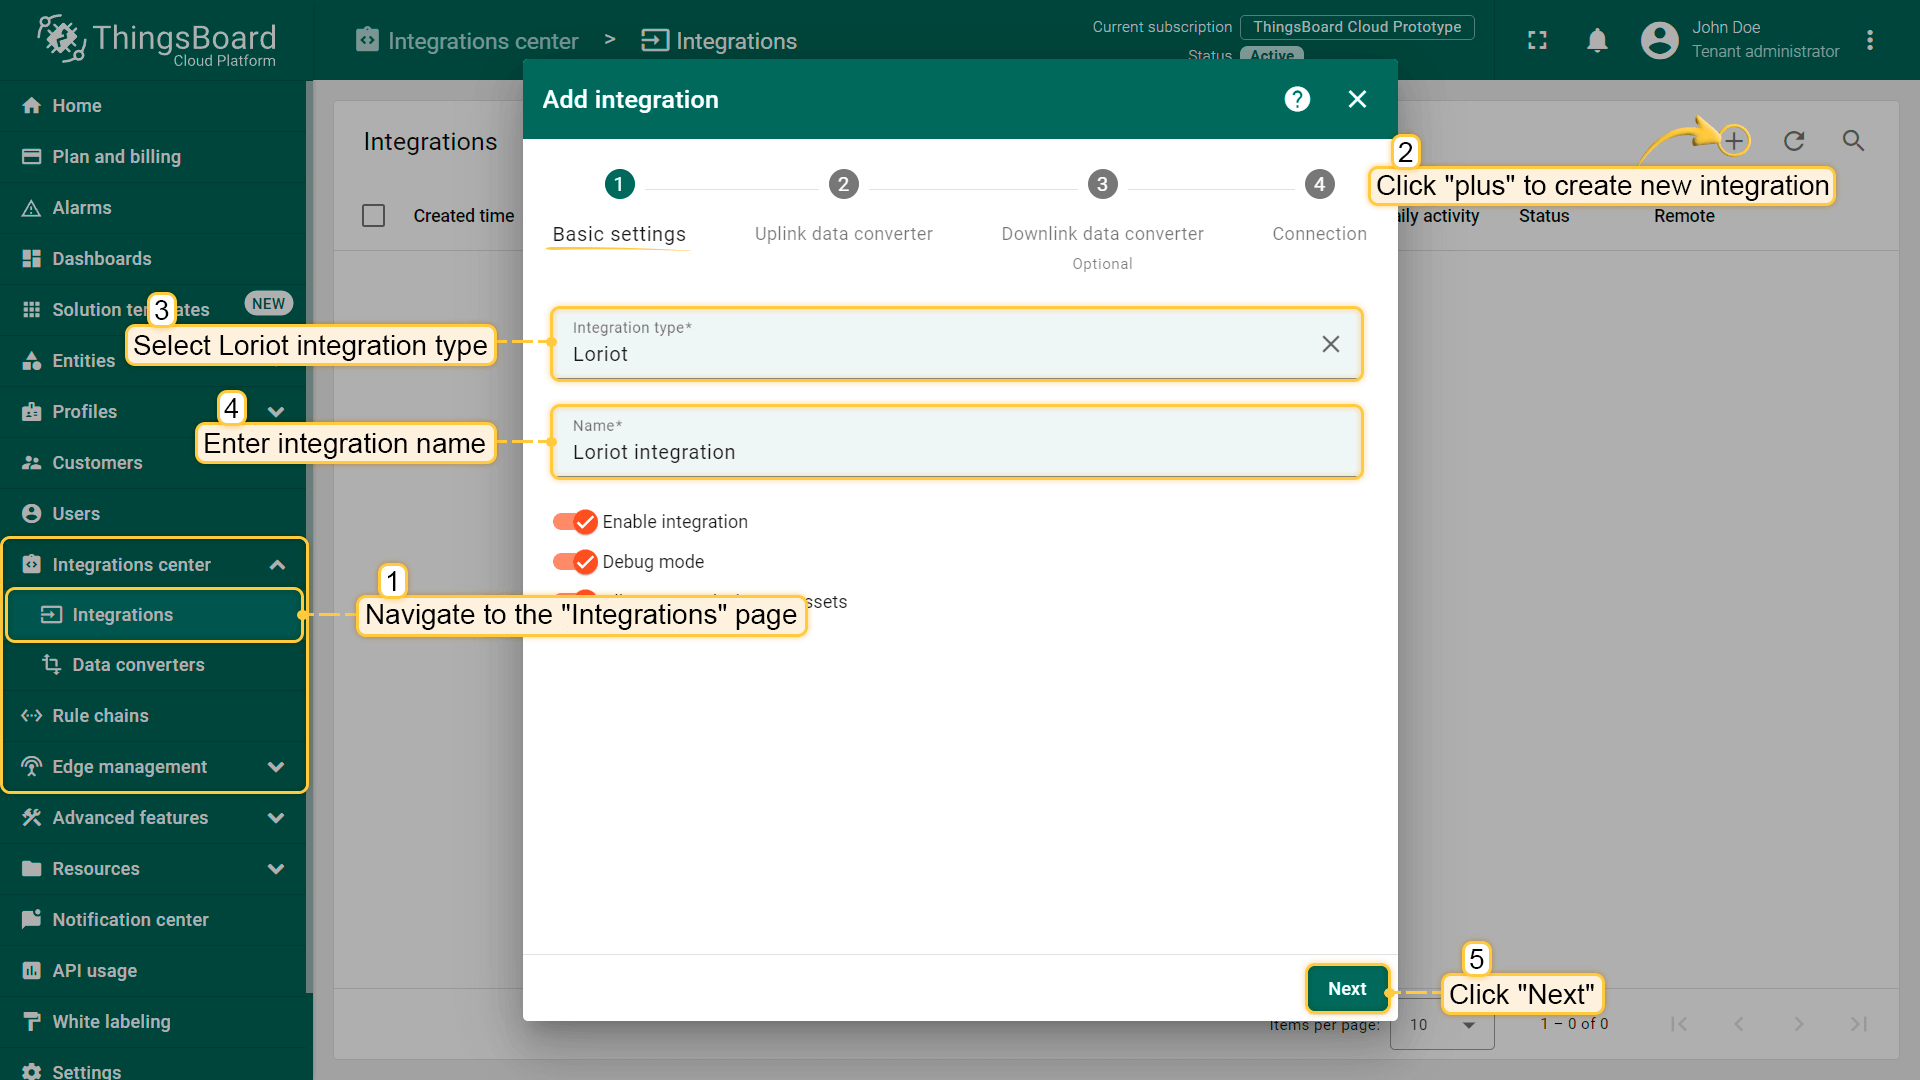 ThingsBoard
Cloud Platform
Integrations center > Integrations
Current subscription ThingsBoard Cloud Prototype
Status Active
John Doe
Tenant administrator
Home
Plan and billing
Alarms
Dashboards
Solution templates NEW
Entities
Profiles
Customers
Users
Integrations center
Integrations
Data converters
Rule chains
Edge management
Advanced features
Resources
Notification center
API usage
White labeling
Settings
Integrations
Created time
Daily activity Status Remote
Add integration
?
1 2 3 4
Basic settings Uplink data converter Downlink data converter Connection
Optional
Integration type*
Loriot
Name*
Loriot integration
Enable integration
Debug mode
assets
Next
Items per page: 10 1 – 0 of 0
1
Navigate to the "Integrations" page
2
Click "plus" to create new integration
3
Select Loriot integration type
4
Enter integration name
5
Click "Next"